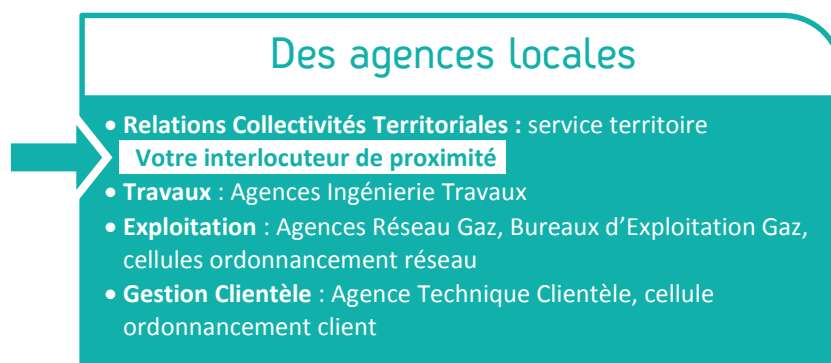 Des agences locales
• Relations Collectivités Territoriales : service territoire
Votre interlocuteur de proximité
• Travaux : Agences Ingénierie Travaux
• Exploitation : Agences Réseau Gaz, Bureaux d’Exploitation Gaz,
cellules ordonnancement réseau
• Gestion Clientèle : Agence Technique Clientèle, cellule
ordonnancement client